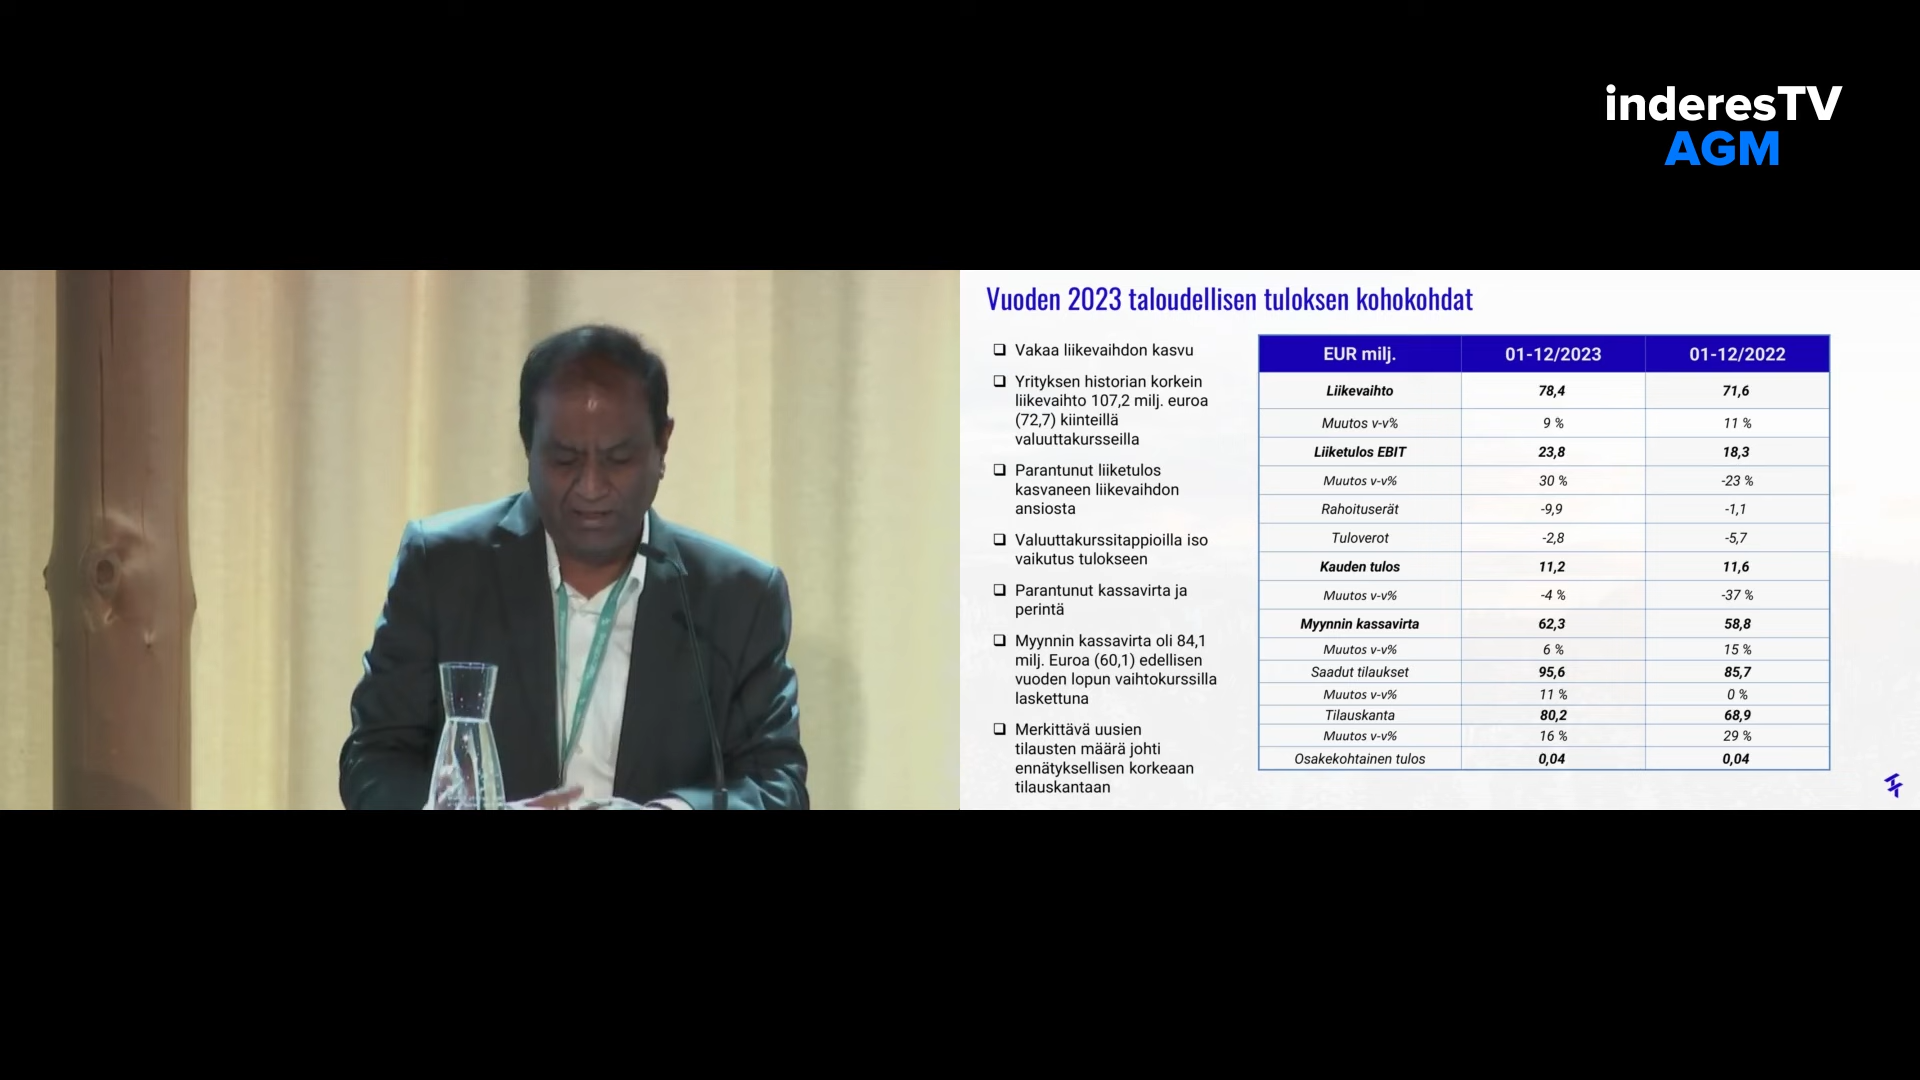 inderesTV
AGM
Vuoden 2023 taloudellisen tuloksen kohokohdat
Vakaa liikevaihdon kasvu
Yrityksen historian korkein
liikevaihto 107,2 milj. euroa
(72,7) kiinteillä
valuuttakursseilla
Parantunut liiketulos
kasvaneen liikevaihdon
ansiosta
Valuuttakurssitappioilla iso
vaikutus tulokseen
Parantunut kassavirta ja
perintä
Myynnin kassavirta oli 84,1
milj. Euroa (60,1) edellisen
vuoden lopun vaihtokurssilla
laskettuna
Merkittävä uusien
tilausten määrä johti
ennätyksellisen korkeaan
tilauskantaan
EUR milj. 01-12/2023 01-12/2022
Liikevaihto 78,4 71,6
Muutos v-v% 9 % 11 %
Liiketulos EBIT 23,8 18,3
Muutos v-v% 30 % -23 %
Rahoituserät -9,9 -1,1
Tuloverot -2,8 -5,7
Kauden tulos 11,2 11,6
Muutos v-v% -4 % -37 %
Myynnin kassavirta 62,3 58,8
Muutos v-v% 6 % 15 %
Saadut tilaukset 95,6 85,7
Muutos v-v% 11 % 0 %
Tilauskanta 80,2 68,9
Muutos v-v% 16 % 29 %
Osakekohtainen tulos 0,04 0,04